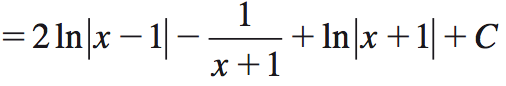 = 2 ln|x − 1| − 1/(x + 1) + ln|x + 1| + C